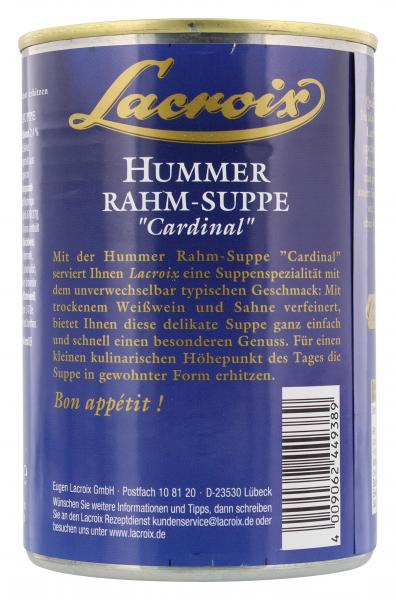 Lacroix
HUMMER
RAHM-SUPPE
"Cardinal"
Mit der Hummer Rahm-Suppe "Cardinal"
serviert Ihnen Lacroix eine Suppenspezialität mit
dem unverwechselbar typischen Geschmack: Mit
trockenem Weißwein und Sahne verfeinert,
bietet Ihnen diese delikate Suppe ganz einfach
und schnell einen besonderen Genuss. Für einen
kleinen kulinarischen Höhepunkt des Tages die
Suppe in gewohnter Form erhitzen.
Bon appétit !
Eugen Lacroix GmbH · Postfach 10 81 20 · D-23530 Lübeck
Wünschen Sie weitere Informationen und Tipps, dann schreiben
Sie an den Lacroix Rezeptdienst kundenservice@lacroix.de oder
besuchen uns unter www.lacroix.de
4 009062 449389